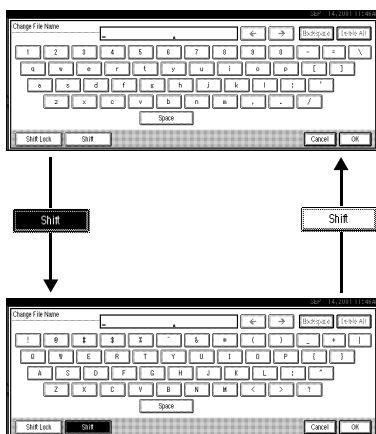 SEP 14,2001 11:46AM
Change File Name
← → Backspace Delete All
1 2 3 4 5 6 7 8 9 0 - = \
q w e r t y u i o p [ ]
a s d f g h j k l ; '
z x c v b n m , . /
Space
Shift Lock Shift Cancel OK
Shift Shift
SEP 14,2001 11:46AM
Change File Name
← → Backspace Delete All
! @ # $ % ^ & * ( ) _ + |
Q W E R T Y U I O P { }
A S D F G H J K L : "
Z X C V B N M < > ?
Space
Shift Lock Shift Cancel OK